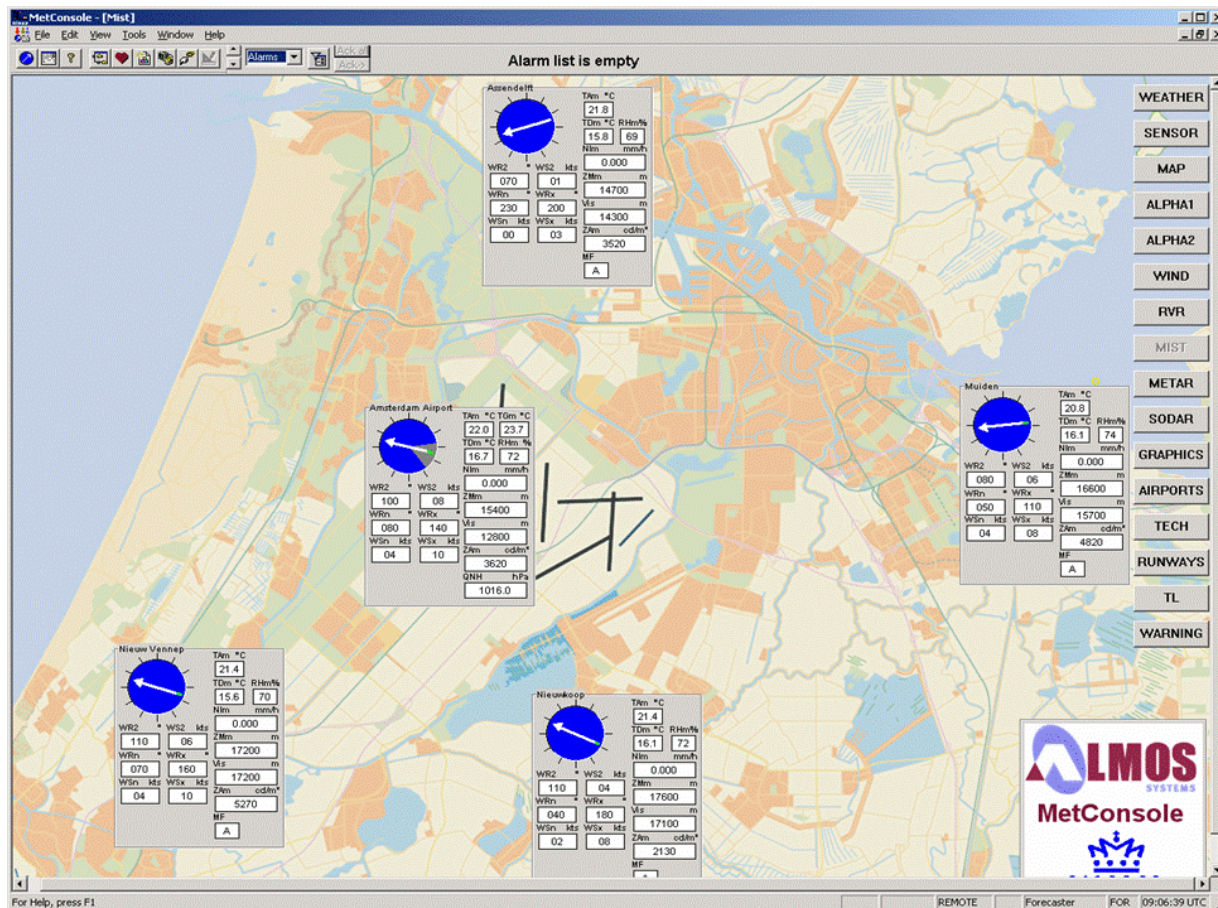 MetConsole - [Mist]
File Edit View Tools Window Help
Alarms
Ack all
Ack->
Alarm list is empty
Assendelft
TAm °C
21.8
TDm °C RHm%
15.8 69
NIm mm/h
0.000
WR2 ° WS2 kts
070 01
ZMm m
14700
WRn ° WRx °
230 200
Vis m
14300
WSn kts WSx kts
00 03
ZAm cd/m²
3520
MF
A
WEATHER
SENSOR
MAP
ALPHA1
ALPHA2
WIND
RVR
MIST
METAR
SODAR
GRAPHICS
AIRPORTS
TECH
RUNWAYS
TL
WARNING
Amsterdam Airport
TAm °C TGm °C
22.0 23.7
TDm °C RHm %
16.7 72
NIm mm/h
0.000
WR2 ° WS2 kts
100 08
ZMm m
15400
WRn ° WRx °
080 140
Vis m
12800
WSn kts WSx kts
04 10
ZAm cd/m²
3620
QNH hPa
1016.0
Muiden
TAm °C
20.8
TDm °C RHm%
16.1 74
NIm mm/h
0.000
WR2 ° WS2 kts
080 06
ZMm m
16600
WRn ° WRx °
050 110
Vis m
15700
WSn kts WSx kts
04 08
ZAm cd/m²
4820
MF
A
Nieuw Vennep
TAm °C
21.4
TDm °C RHm%
15.6 70
NIm mm/h
0.000
WR2 ° WS2 kts
110 06
ZMm m
17200
WRn ° WRx °
070 160
Vis m
17200
WSn kts WSx kts
04 10
ZAm cd/m²
5270
MF
A
Nieuwkoop
TAm °C
21.4
TDm °C RHm%
16.1 72
NIm mm/h
0.000
WR2 ° WS2 kts
110 04
ZMm m
17600
WRn ° WRx °
040 180
Vis m
17100
WSn kts WSx kts
02 08
ZAm cd/m²
2130
MF
A
ALMOS
SYSTEMS
MetConsole
For Help, press F1
REMOTE Forecaster FOR 09:06:39 UTC